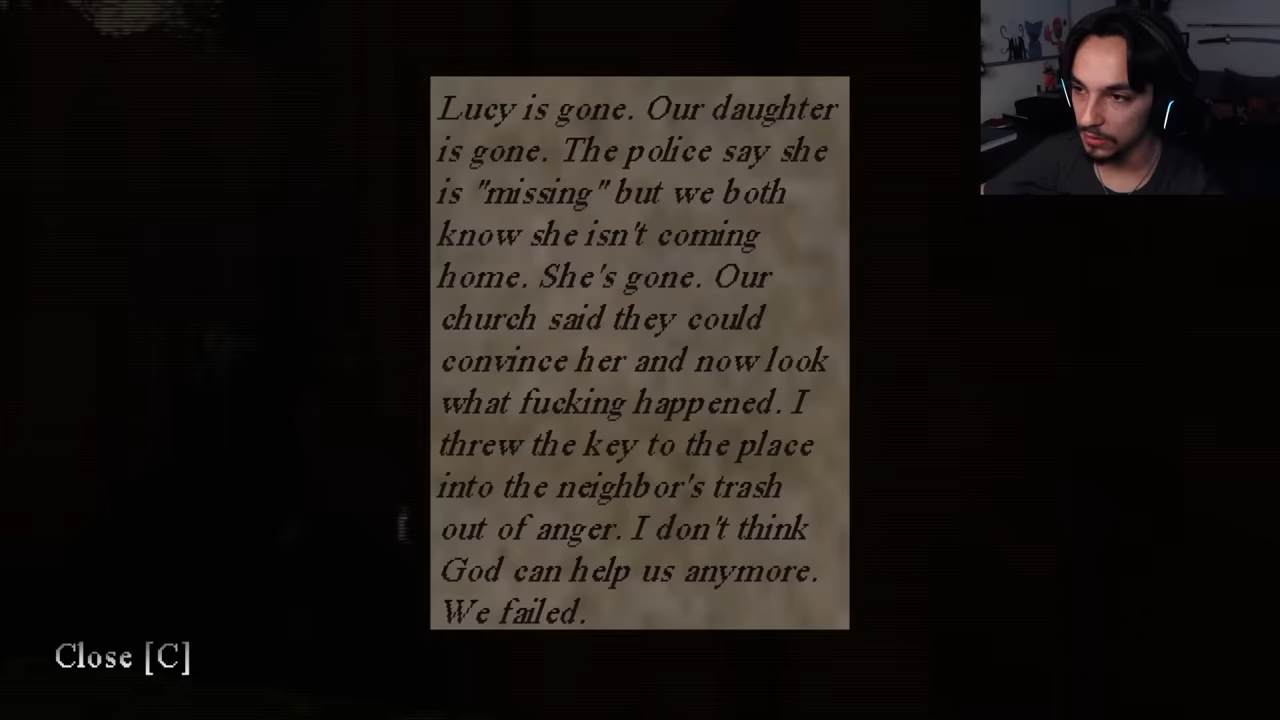 Lucy is gone. Our daughter
is gone. The police say she
is "missing" but we both
know she isn't coming
home. She's gone. Our
church said they could
convince her and now look
what fucking happened. I
threw the key to the place
into the neighbor's trash
out of anger. I don't think
God can help us anymore.
We failed.
Close [C]